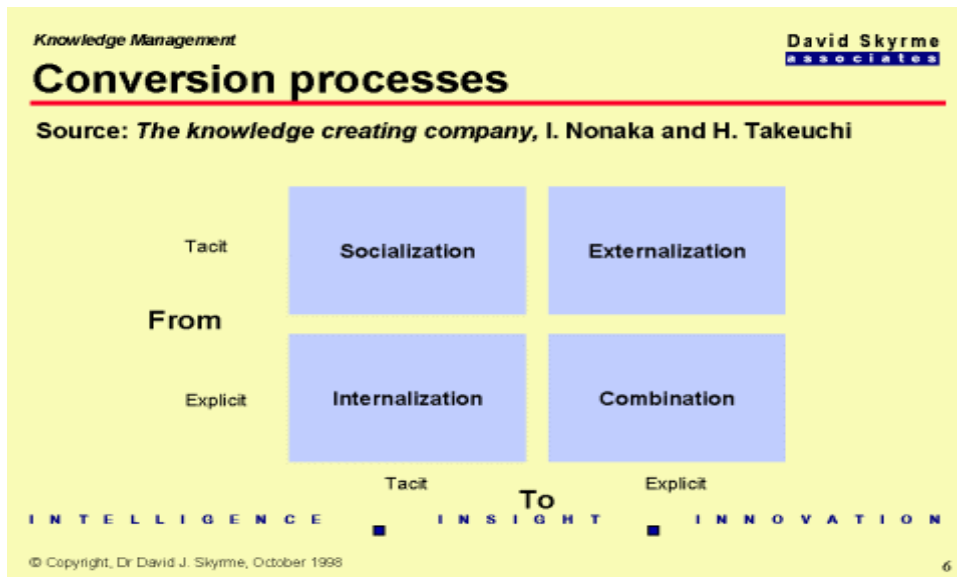 Knowledge Management
David Skyrme
associates
Conversion processes
Source: The knowledge creating company, I. Nonaka and H. Takeuchi
Tacit
Socialization
Externalization
From
Explicit
Internalization
Combination
Tacit
To
Explicit
INTELLIGENCE ■ INSIGHT ■ INNOVATION
© Copyright, Dr David J. Skyrme, October 1998
6